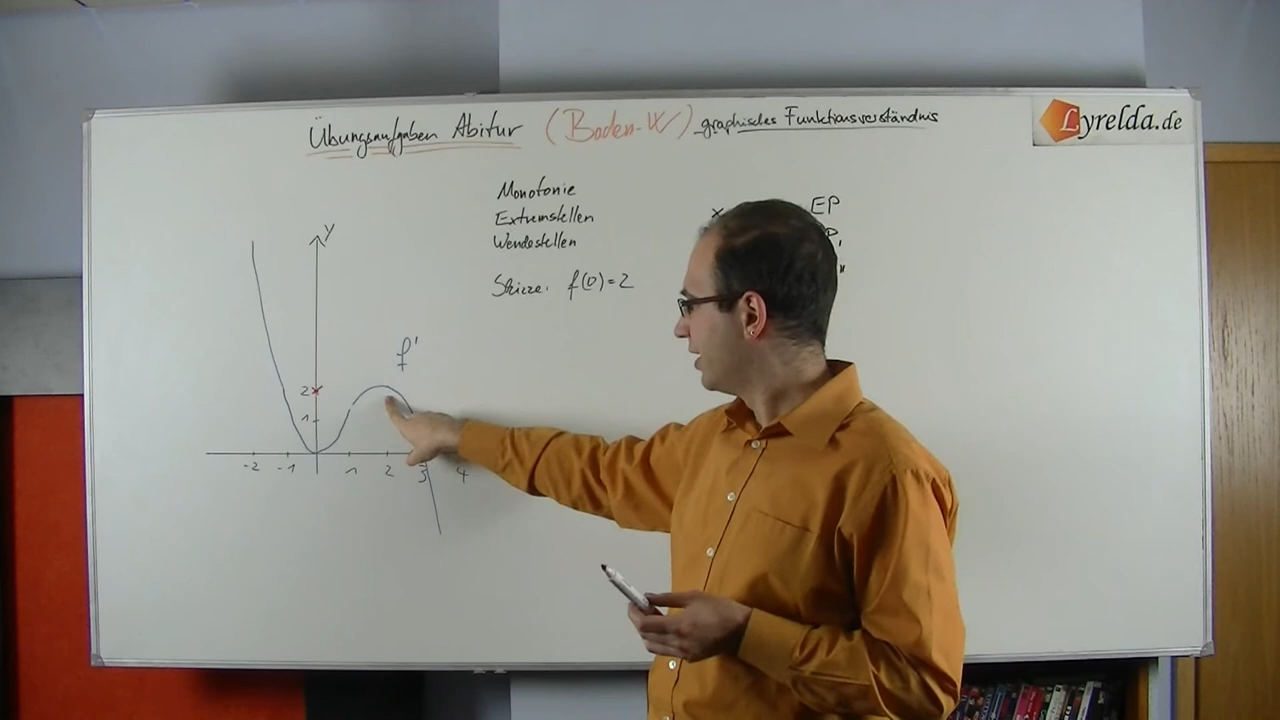 Übungsaufgaben Abitur (Baden-W) graphisches Funktionsverständnis
Lyrelda.de
Monotonie
Extremstellen
Wendestellen
Skizze: f(0)=2
x
EP
P,
"
y
f'
2
1
-2 -1 1 2 3 4